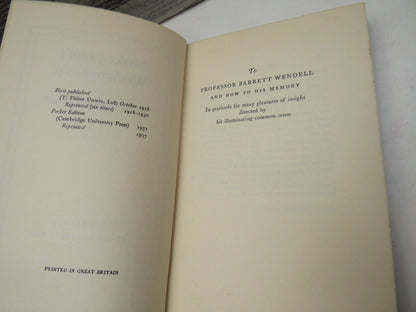 First published
(T. Fisher Unwin, Ltd) October 1918
Reprinted (six times) 1918-1930
Pocket Edition
(Cambridge University Press) 1931
Reprinted 1937
PRINTED IN GREAT BRITAIN
To
PROFESSOR BARRETT WENDELL
AND NOW TO HIS MEMORY
In gratitude for many pleasures of insight
directed by
his illuminating common sense